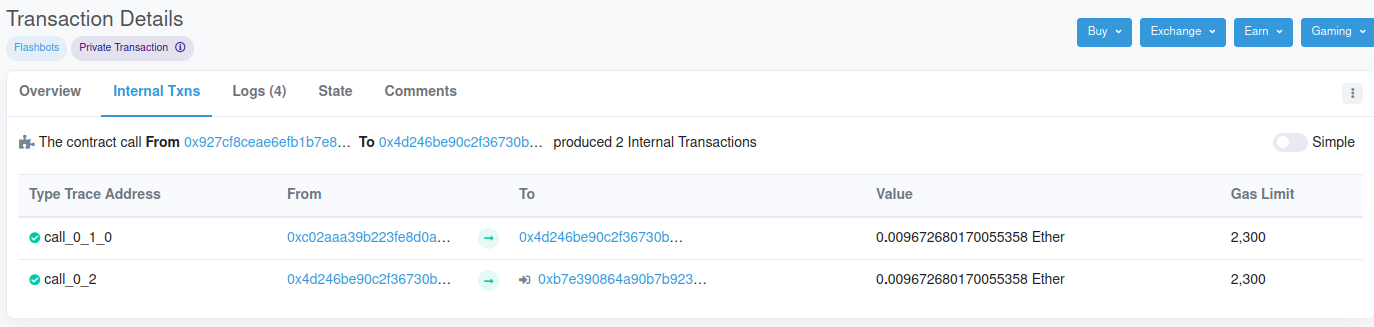 Transaction Details
Flashbots Private Transaction
Buy Exchange Earn Gaming
Overview Internal Txns Logs (4) State Comments
The contract call From 0x927cf8ceae6efb1b7e8... To 0x4d246be90c2f36730b... produced 2 Internal Transactions
Simple
Type Trace Address From To Value Gas Limit
call_0_1_0 0xc02aaa39b223fe8d0a... 0x4d246be90c2f36730b... 0.009672680170055358 Ether 2,300
call_0_2 0x4d246be90c2f36730b... 0xb7e390864a90b7b923... 0.009672680170055358 Ether 2,300